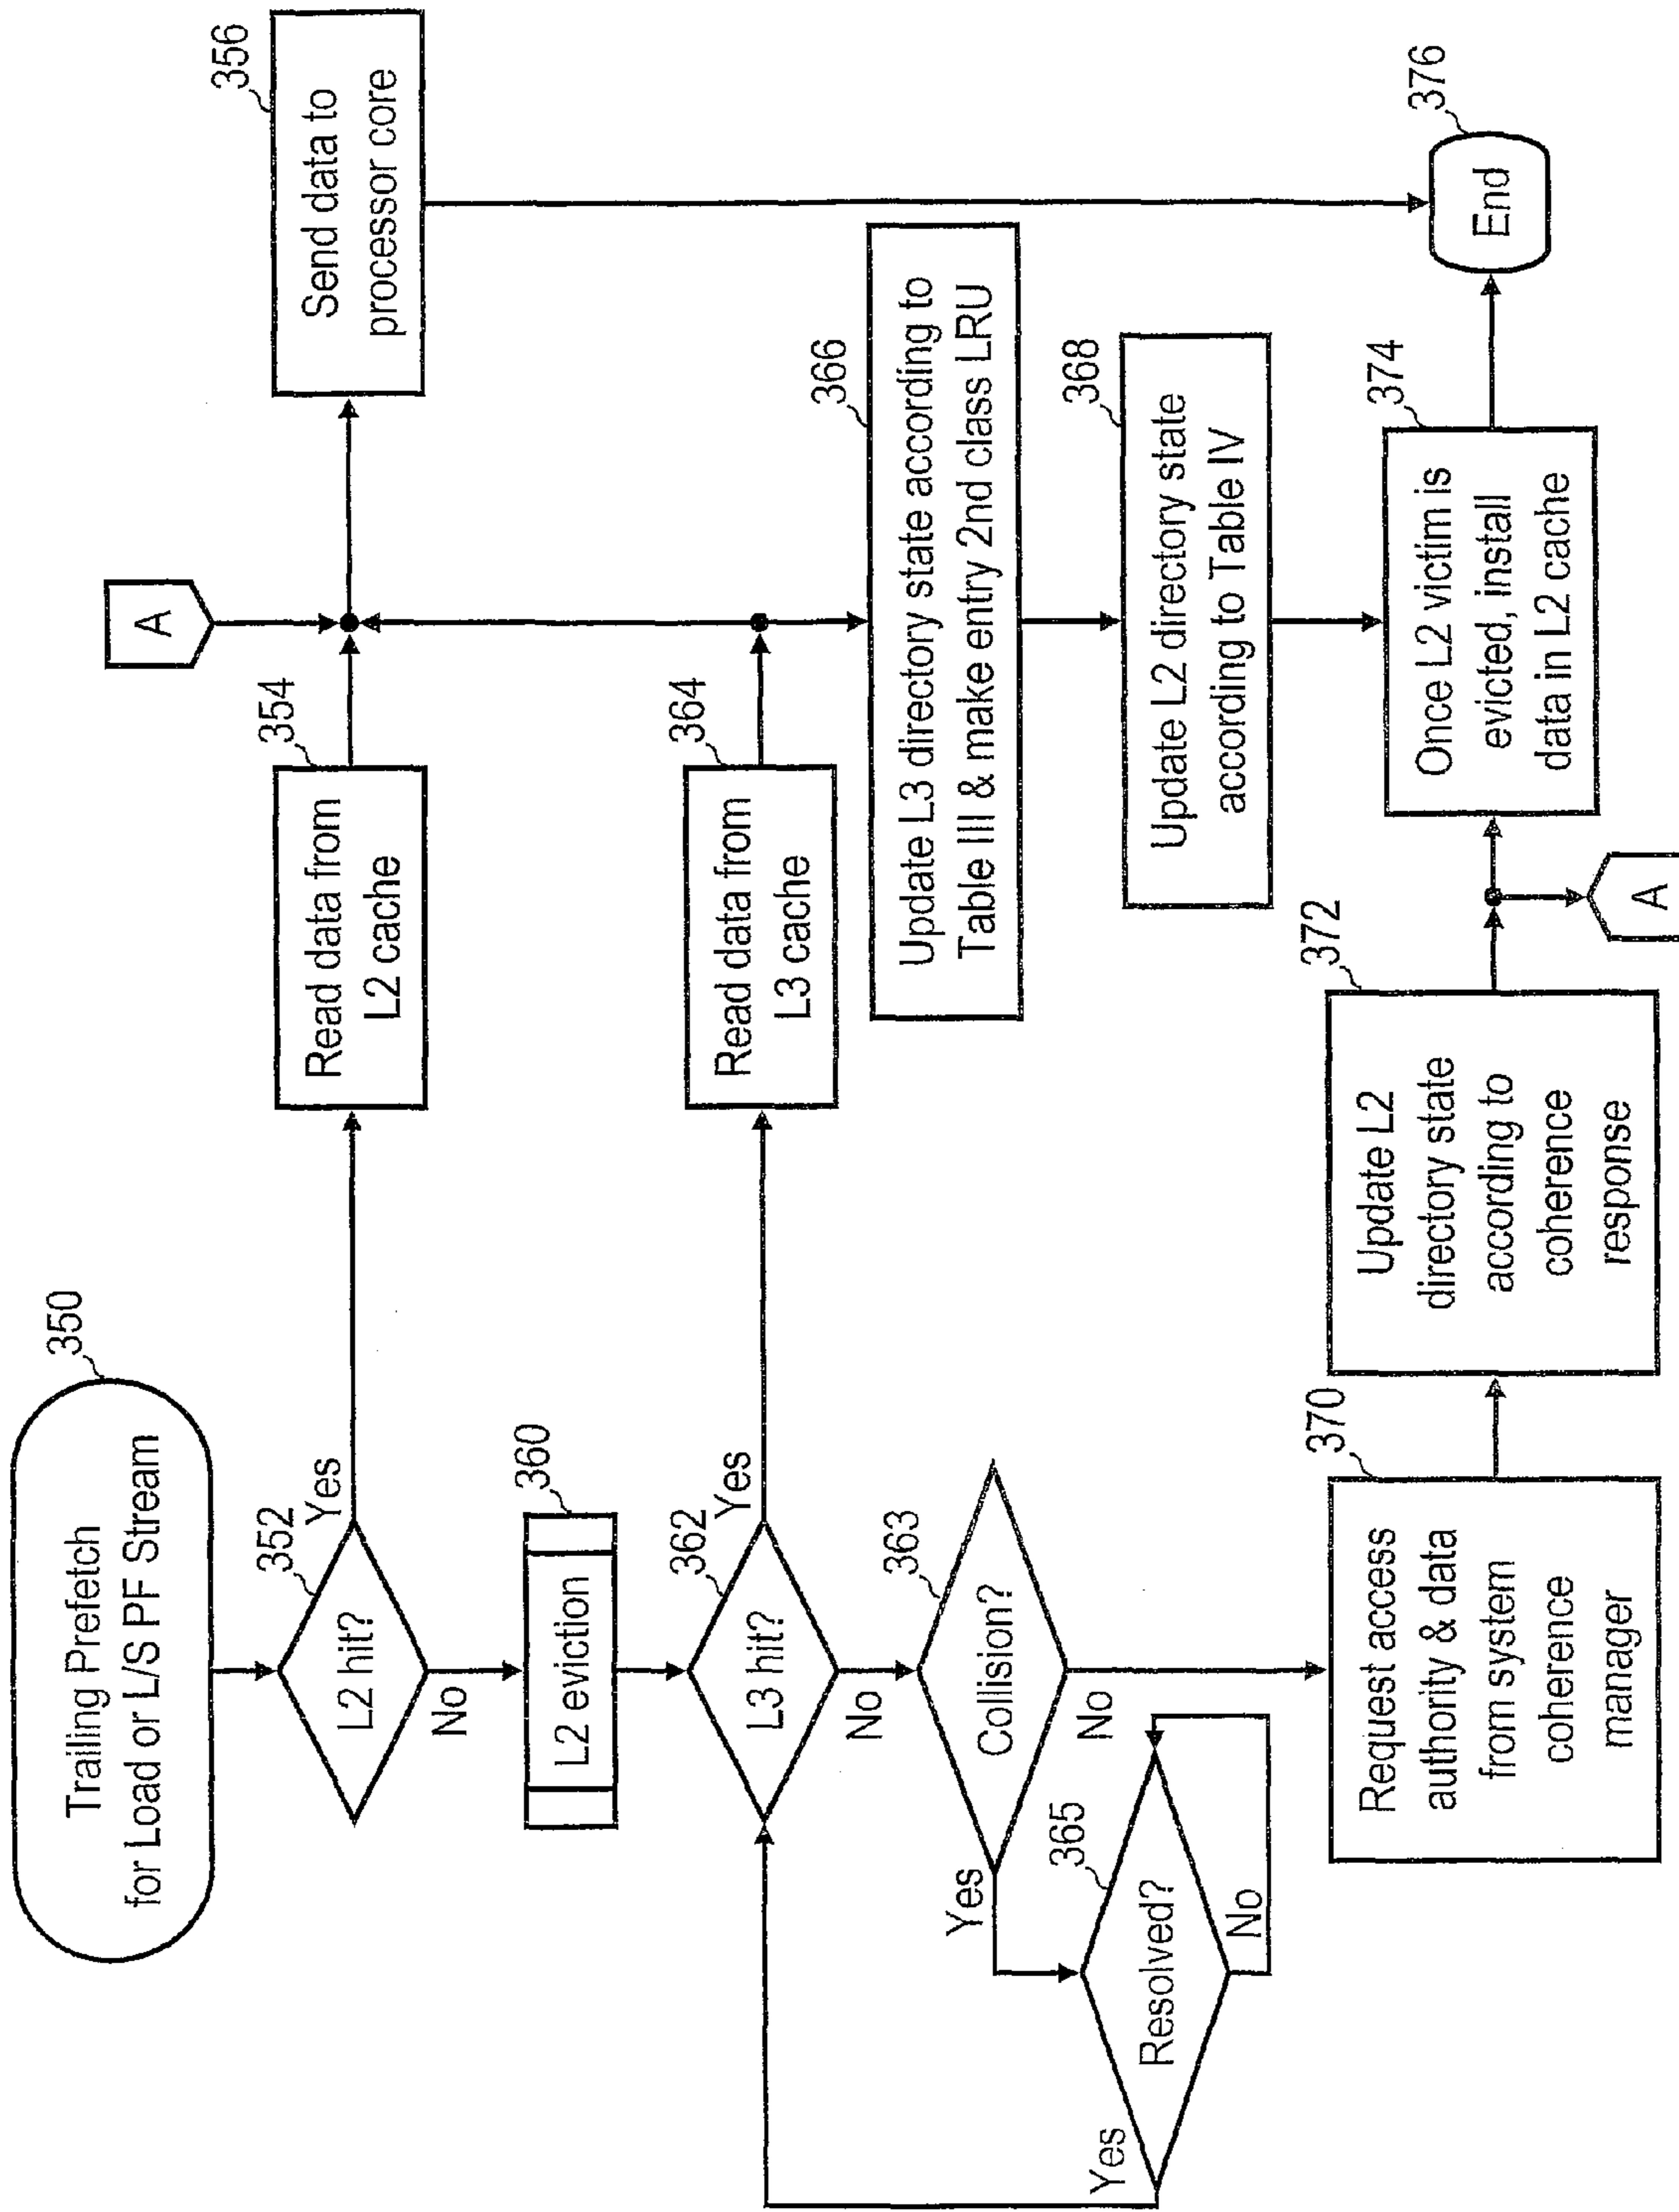 350
Trailing Prefetch
for Load or L/S PF Stream
352
L2 hit?
Yes
No
354
Read data from
L2 cache
A
356
Send data to
processor core
360
L2 eviction
362
L3 hit?
Yes
No
364
Read data from
L3 cache
366
Update L3 directory state according to
Table III & make entry 2nd class LRU
363
Collision?
Yes
No
365
Resolved?
Yes
No
368
Update L2 directory state
according to Table IV
370
Request access
authority & data
from system
coherence
manager
372
Update L2
directory state
according to
coherence
response
A
374
Once L2 victim is
evicted, install
data in L2 cache
376
End